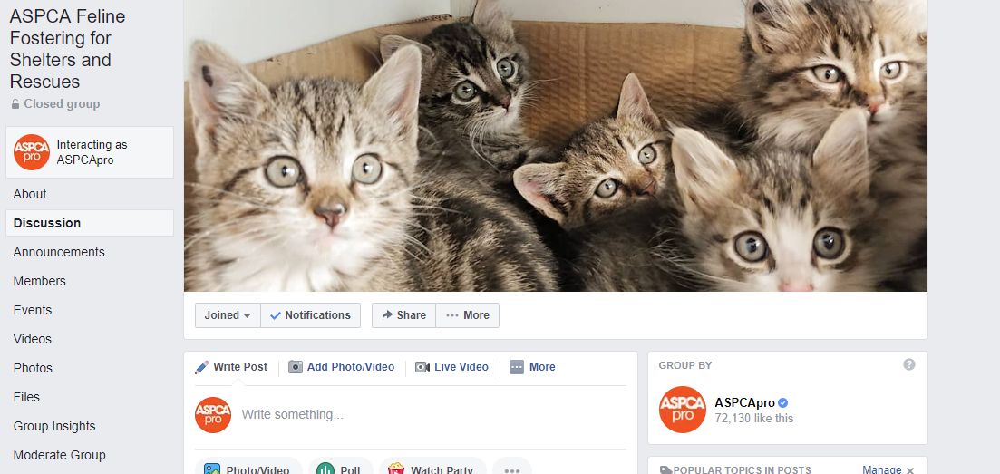 ASPCA Feline
Fostering for
Shelters and
Rescues
Closed group
ASPCA
pro
Interacting as
ASPCApro
About
Discussion
Announcements
Members
Events
Videos
Photos
Files
Group Insights
Moderate Group
Joined
Notifications
Share
More
Write Post
Add Photo/Video
Live Video
More
ASPCA
pro
Write something...
Photo/Video
Poll
Watch Party
GROUP BY
?
ASPCA
pro
ASPCApro
72,130 like this
POPULAR TOPICS IN POSTS
Manage